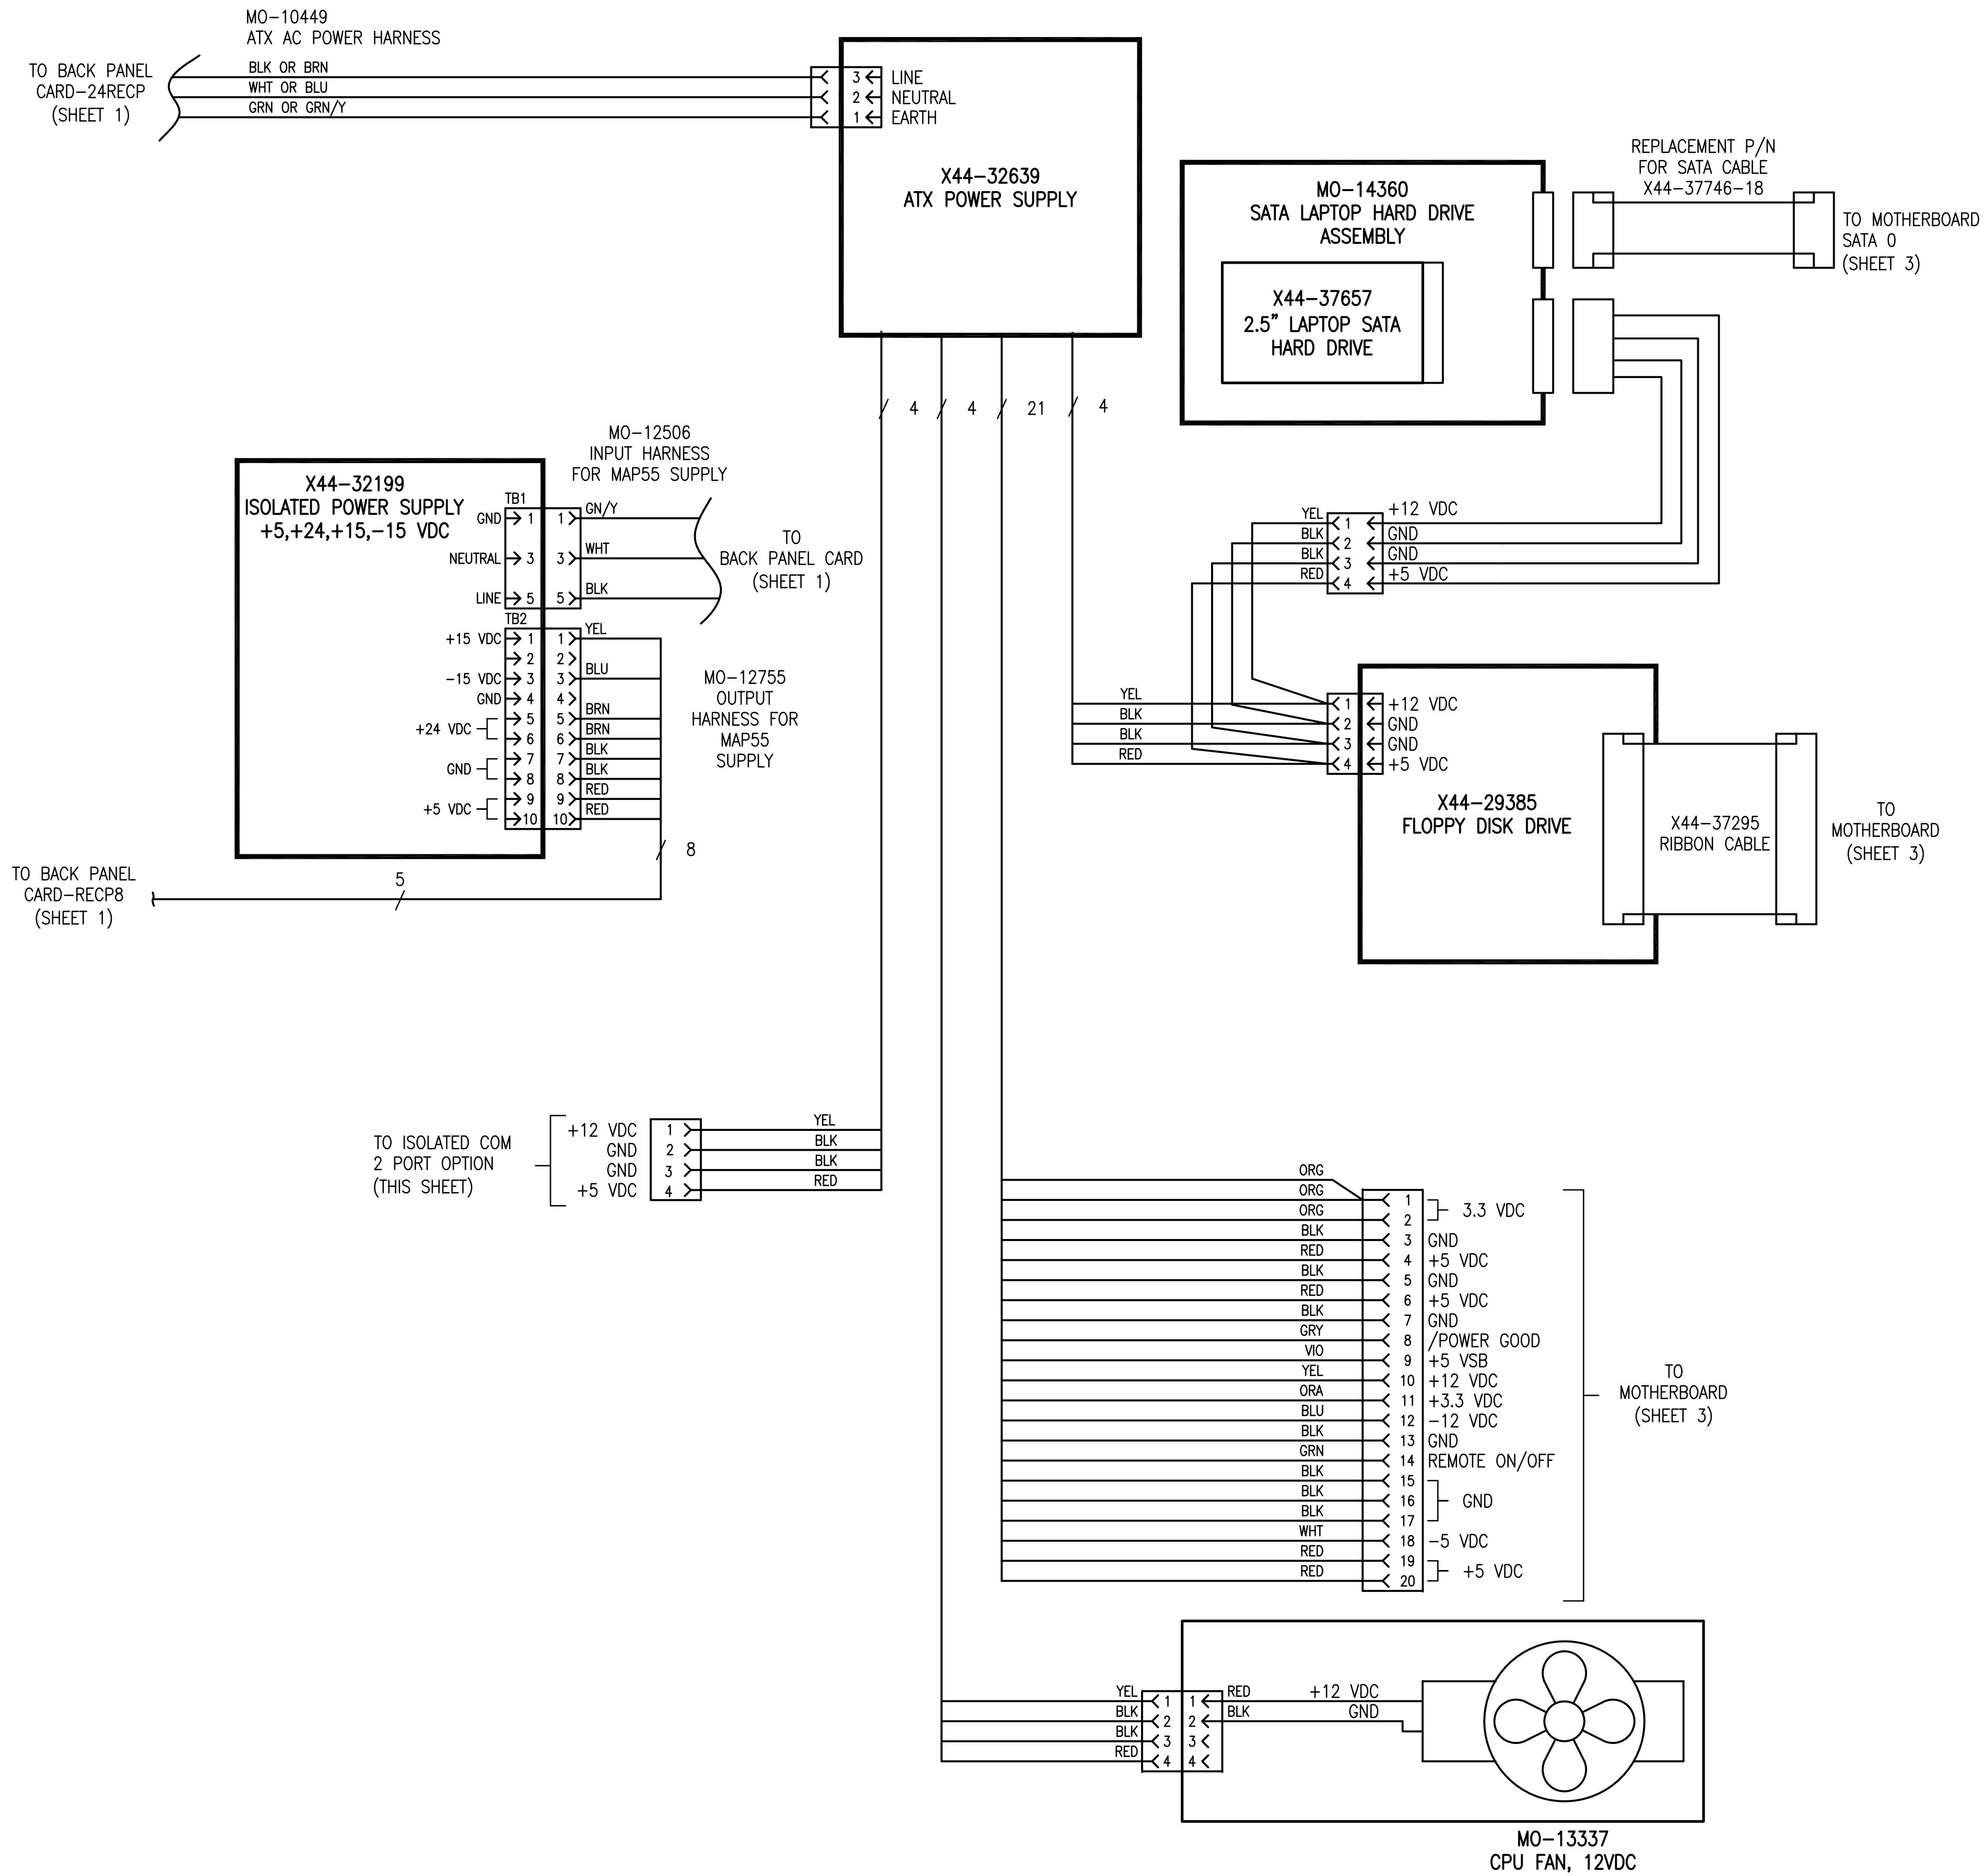 MO-10449
ATX AC POWER HARNESS
TO BACK PANEL
CARD-24RECP
(SHEET 1)
BLK OR BRN
WHT OR BLU
GRN OR GRN/Y
3 LINE
2 NEUTRAL
1 EARTH
X44-32639
ATX POWER SUPPLY
MO-14360
SATA LAPTOP HARD DRIVE
ASSEMBLY
X44-37657
2.5" LAPTOP SATA
HARD DRIVE
REPLACEMENT P/N
FOR SATA CABLE
X44-37746-18
TO MOTHERBOARD
SATA 0
(SHEET 3)
4
4
21
4
MO-12506
INPUT HARNESS
FOR MAP55 SUPPLY
X44-32199
ISOLATED POWER SUPPLY
+5,+24,+15,-15 VDC
TB1
GND 1 1 GN/Y
NEUTRAL 3 3 WHT
LINE 5 5 BLK
TO
BACK PANEL CARD
(SHEET 1)
TB2
+15 VDC 1 1 YEL
2 2
-15 VDC 3 3 BLU
GND 4 4
5 5 BRN
+24 VDC
6 6 BRN
7 7 BLK
GND
8 8 BLK
9 9 RED
+5 VDC
10 10 RED
MO-12755
OUTPUT
HARNESS FOR
MAP55
SUPPLY
8
5
TO BACK PANEL
CARD-RECP8
(SHEET 1)
YEL 1 +12 VDC
BLK 2 GND
BLK 3 GND
RED 4 +5 VDC
YEL 1 +12 VDC
BLK 2 GND
BLK 3 GND
RED 4 +5 VDC
X44-29385
FLOPPY DISK DRIVE
X44-37295
RIBBON CABLE
TO
MOTHERBOARD
(SHEET 3)
TO ISOLATED COM
2 PORT OPTION
(THIS SHEET)
+12 VDC 1 YEL
GND 2 BLK
GND 3 BLK
+5 VDC 4 RED
ORG
ORG 1
3.3 VDC
ORG 2
BLK 3 GND
RED 4 +5 VDC
BLK 5 GND
RED 6 +5 VDC
BLK 7 GND
GRY 8 /POWER GOOD
VIO 9 +5 VSB
YEL 10 +12 VDC
ORA 11 +3.3 VDC
BLU 12 -12 VDC
BLK 13 GND
GRN 14 REMOTE ON/OFF
BLK 15
BLK 16 GND
BLK 17
WHT 18 -5 VDC
RED 19
+5 VDC
RED 20
TO
MOTHERBOARD
(SHEET 3)
YEL 1 1 RED +12 VDC
BLK 2 2 BLK GND
BLK 3 3
RED 4 4
MO-13337
CPU FAN, 12VDC